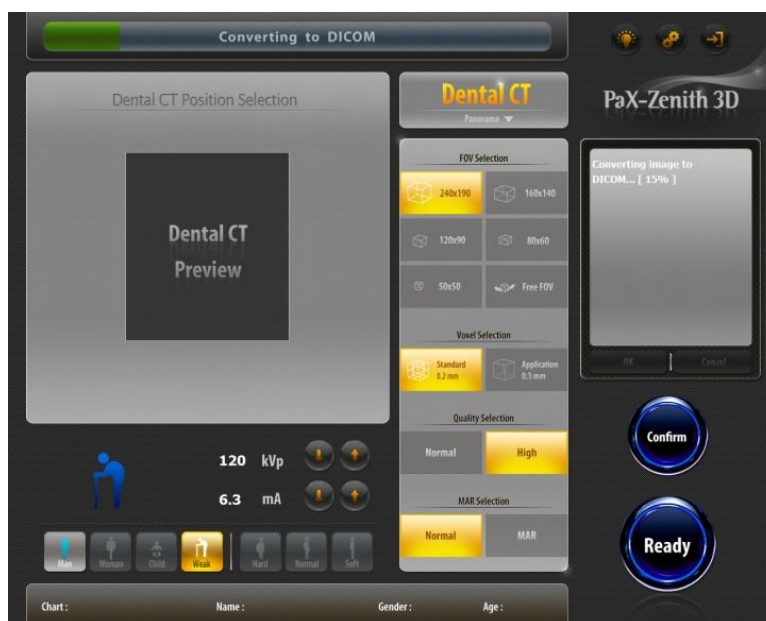 Converting to DICOM
Dental CT Position Selection
Dental CT
Preview
120 kVp
6.3 mA
Man Woman Child Weak Hard Normal Soft
Dental CT
Panorama
FOV Selection
240x190 160x140
120x90 80x60
50x50 Free FOV
Voxel Selection
Standard
0.2 mm
Application
0.3 mm
Quality Selection
Normal High
MAR Selection
Normal MAR
PaX-Zenith 3D
Converting image to
DICOM... [ 15% ]
OK Cancel
Confirm
Ready
Chart : Name : Gender : Age :